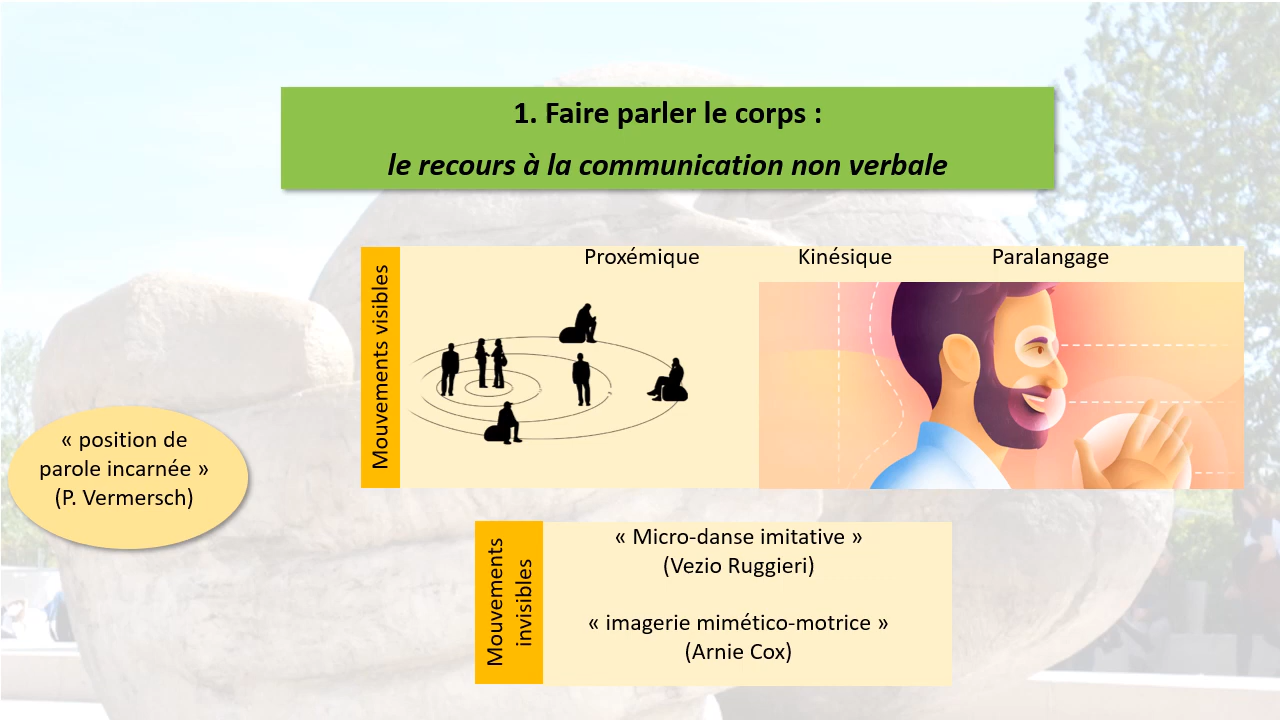 1. Faire parler le corps :
le recours à la communication non verbale
Mouvements visibles
Proxémique
Kinésique
Paralangage
« position de
parole incarnée »
(P. Vermersch)
Mouvements
invisibles
« Micro-danse imitative »
(Vezio Ruggieri)
« imagerie mimético-motrice »
(Arnie Cox)